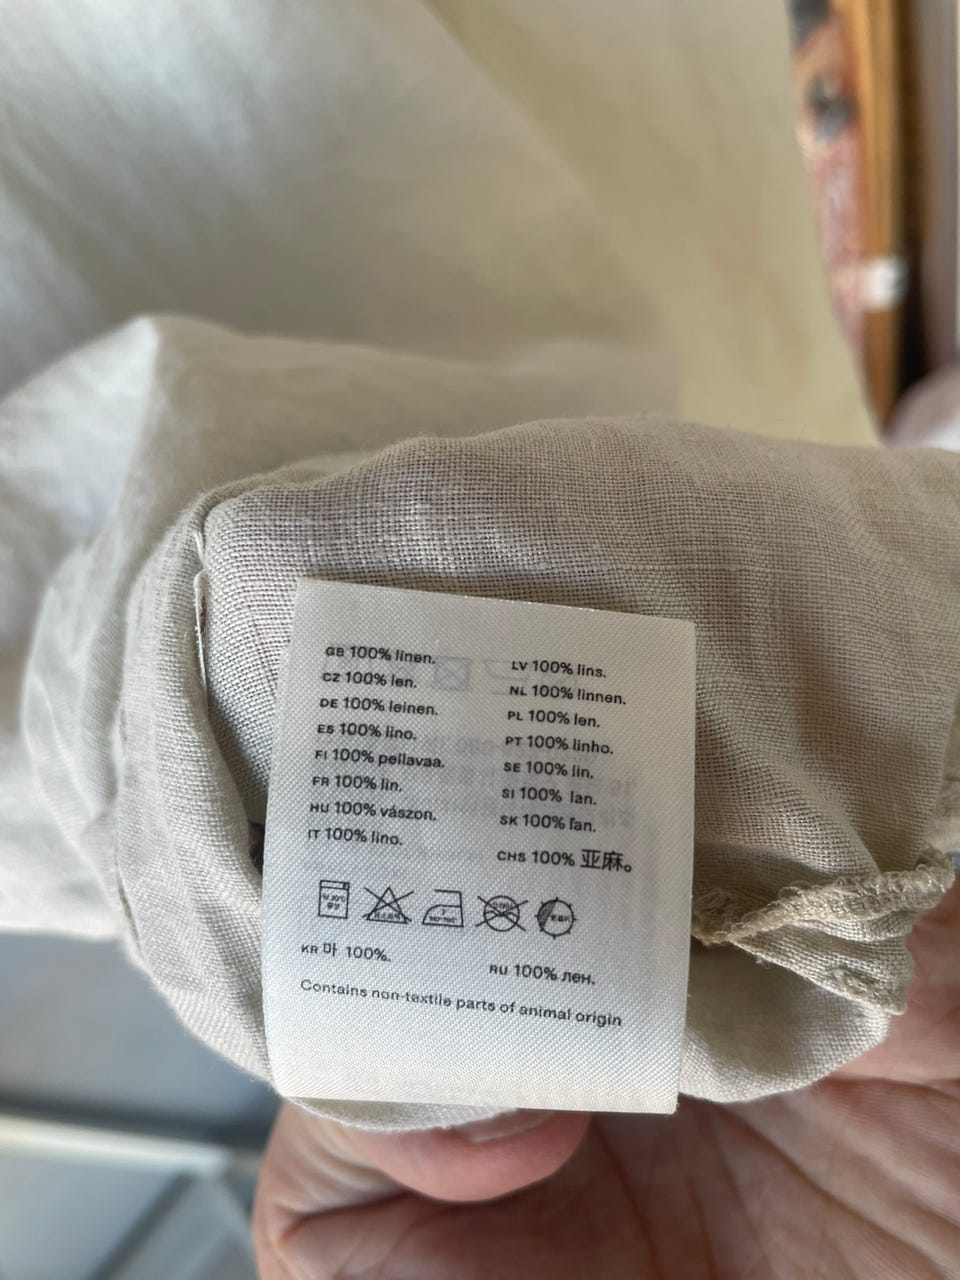 GB 100% linen.
CZ 100% len.
DE 100% leinen.
ES 100% lino.
FI 100% pellavaa.
FR 100% lin.
HU 100% vászon.
IT 100% lino.
LV 100% lins.
NL 100% linnen.
PL 100% len.
PT 100% linho.
SE 100% lin.
SI 100% lan.
SK 100% ľan.
CHS 100% 亚麻。
KR 마 100%.
RU 100% лен.
Contains non-textile parts of animal origin